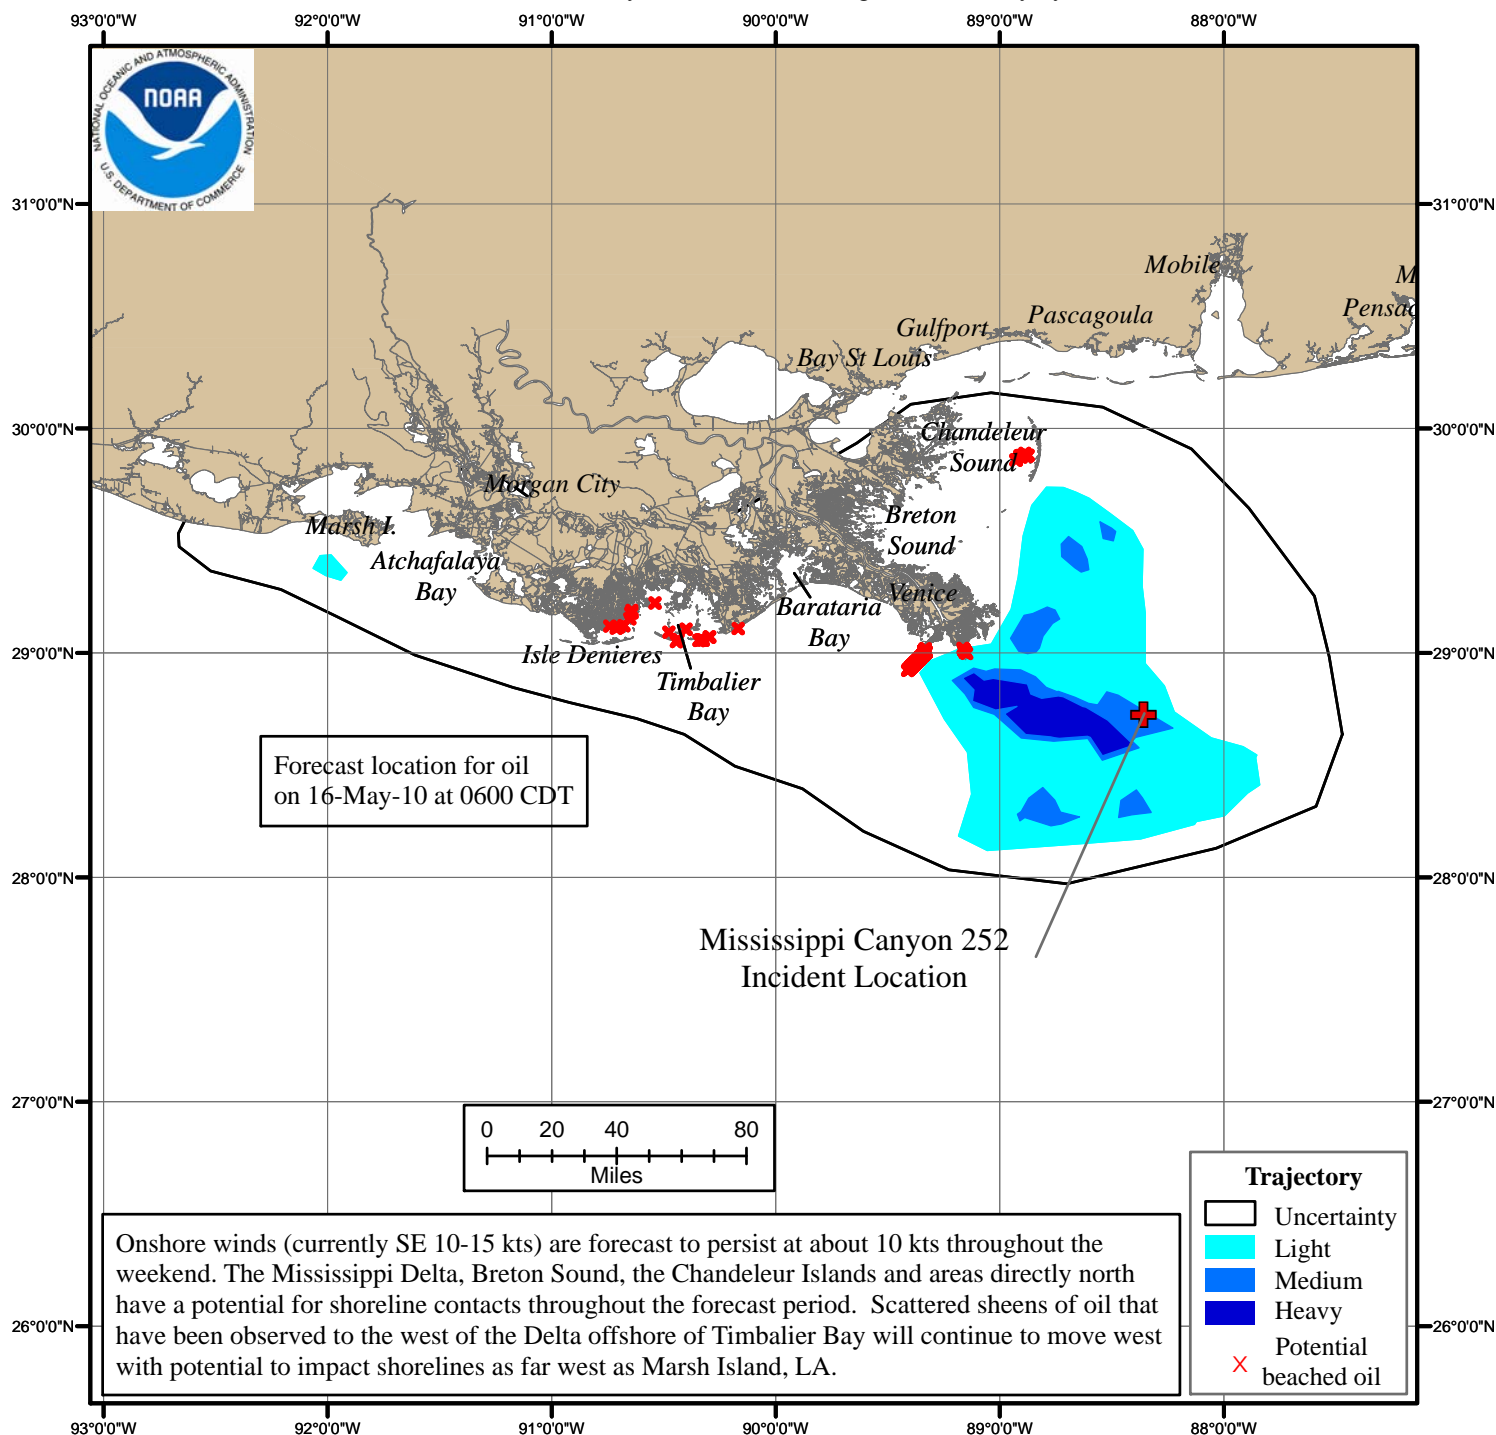 93°0'0"W 92°0'0"W 91°0'0"W 90°0'0"W 89°0'0"W 88°0'0"W
NATIONAL OCEANIC AND ATMOSPHERIC ADMINISTRATION
NOAA
U.S. DEPARTMENT OF COMMERCE
31°0'0"N 31°0'0"N
Mobile
Pascagoula
Gulfport
Bay St Louis
30°0'0"N 30°0'0"N
Chandeleur
Sound
Morgan City
Marsh I.
Breton
Sound
Atchafalaya
Bay
Venice
Barataria
Bay
29°0'0"N 29°0'0"N
Isle Denieres
Timbalier
Bay
Forecast location for oil
on 16-May-10 at 0600 CDT
28°0'0"N 28°0'0"N
Mississippi Canyon 252
Incident Location
27°0'0"N 27°0'0"N
0 20 40 80
Miles
Trajectory
Uncertainty
Light
Medium
Heavy
Potential
beached oil
Onshore winds (currently SE 10-15 kts) are forecast to persist at about 10 kts throughout the
weekend. The Mississippi Delta, Breton Sound, the Chandeleur Islands and areas directly north
have a potential for shoreline contacts throughout the forecast period.  Scattered sheens of oil that
have been observed to the west of the Delta offshore of Timbalier Bay will continue to move west
with potential to impact shorelines as far west as Marsh Island, LA.
26°0'0"N 26°0'0"N
93°0'0"W 92°0'0"W 91°0'0"W 90°0'0"W 89°0'0"W 88°0'0"W